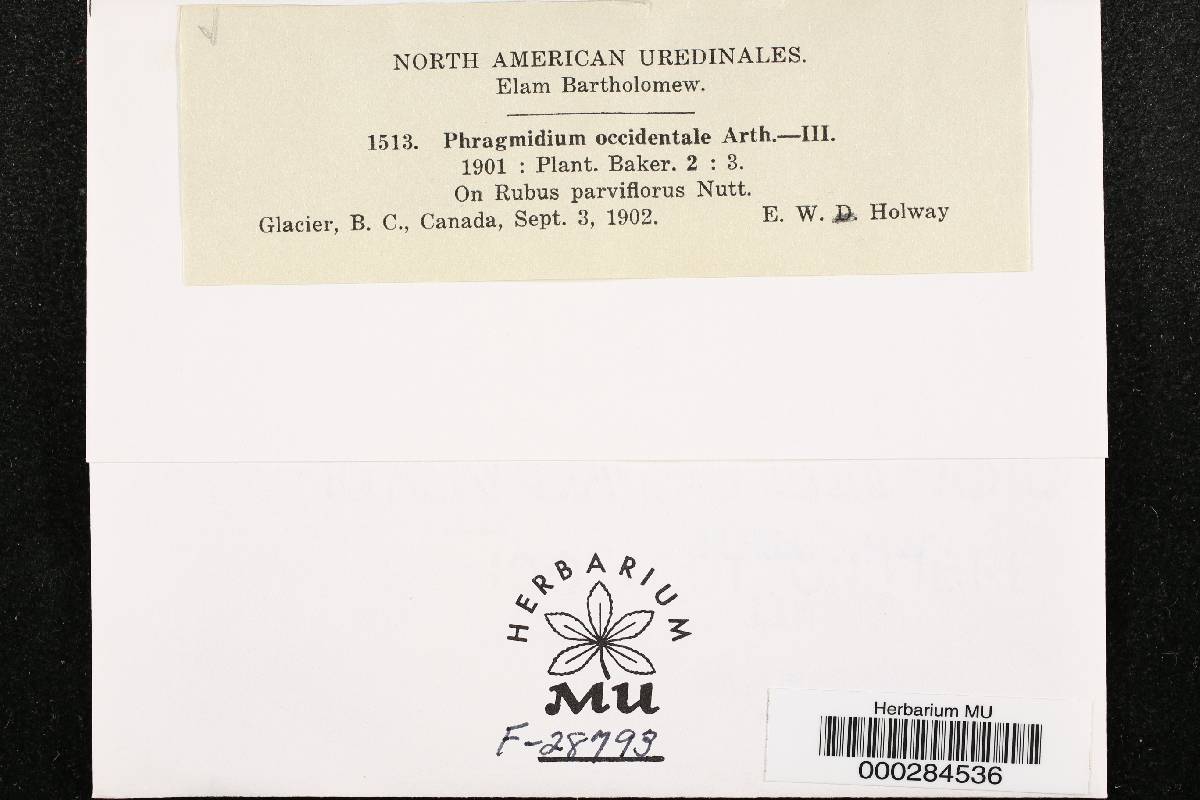 NORTH AMERICAN UREDINALES.
Elam Bartholomew.
1513. Phragmidium occidentale Arth.—III.
1901 : Plant. Baker. 2 : 3.
On Rubus parviflorus Nutt.
Glacier, B. C., Canada, Sept. 3, 1902. E. W. D. Holway
HERBARIUM
MU
F-28793
Herbarium MU
000284536